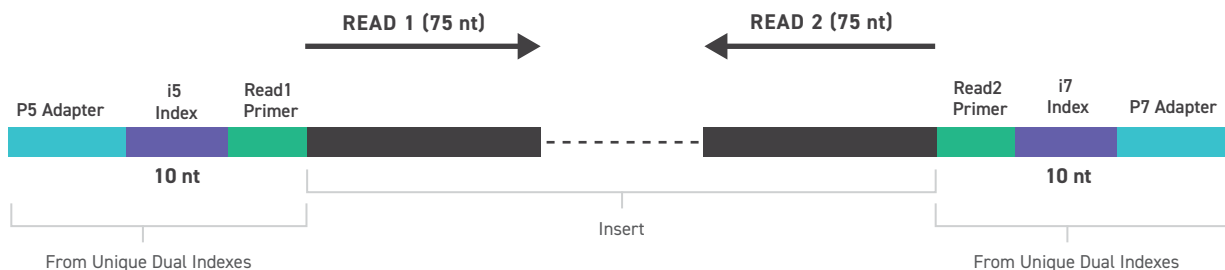 READ 1 (75 nt)
READ 2 (75 nt)
P5 Adapter
i5
Index
Read1
Primer
Read2
Primer
i7
Index
P7 Adapter
10 nt
10 nt
Insert
From Unique Dual Indexes
From Unique Dual Indexes